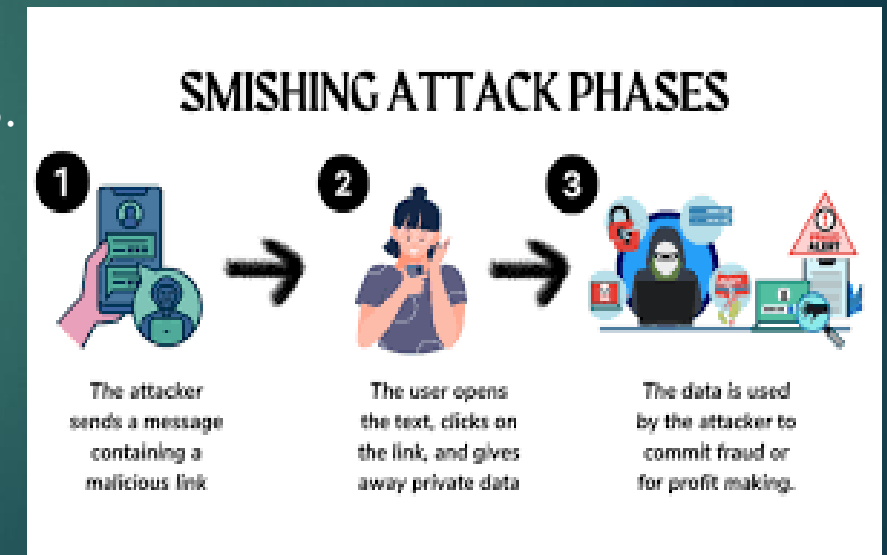 SMISHING ATTACK PHASES
1
2
3
ALERT
The attacker
sends a message
containing a
malicious link
The user opens
the text, clicks on
the link, and gives
away private data
The data is used
by the attacker to
commit fraud or
for profit making.